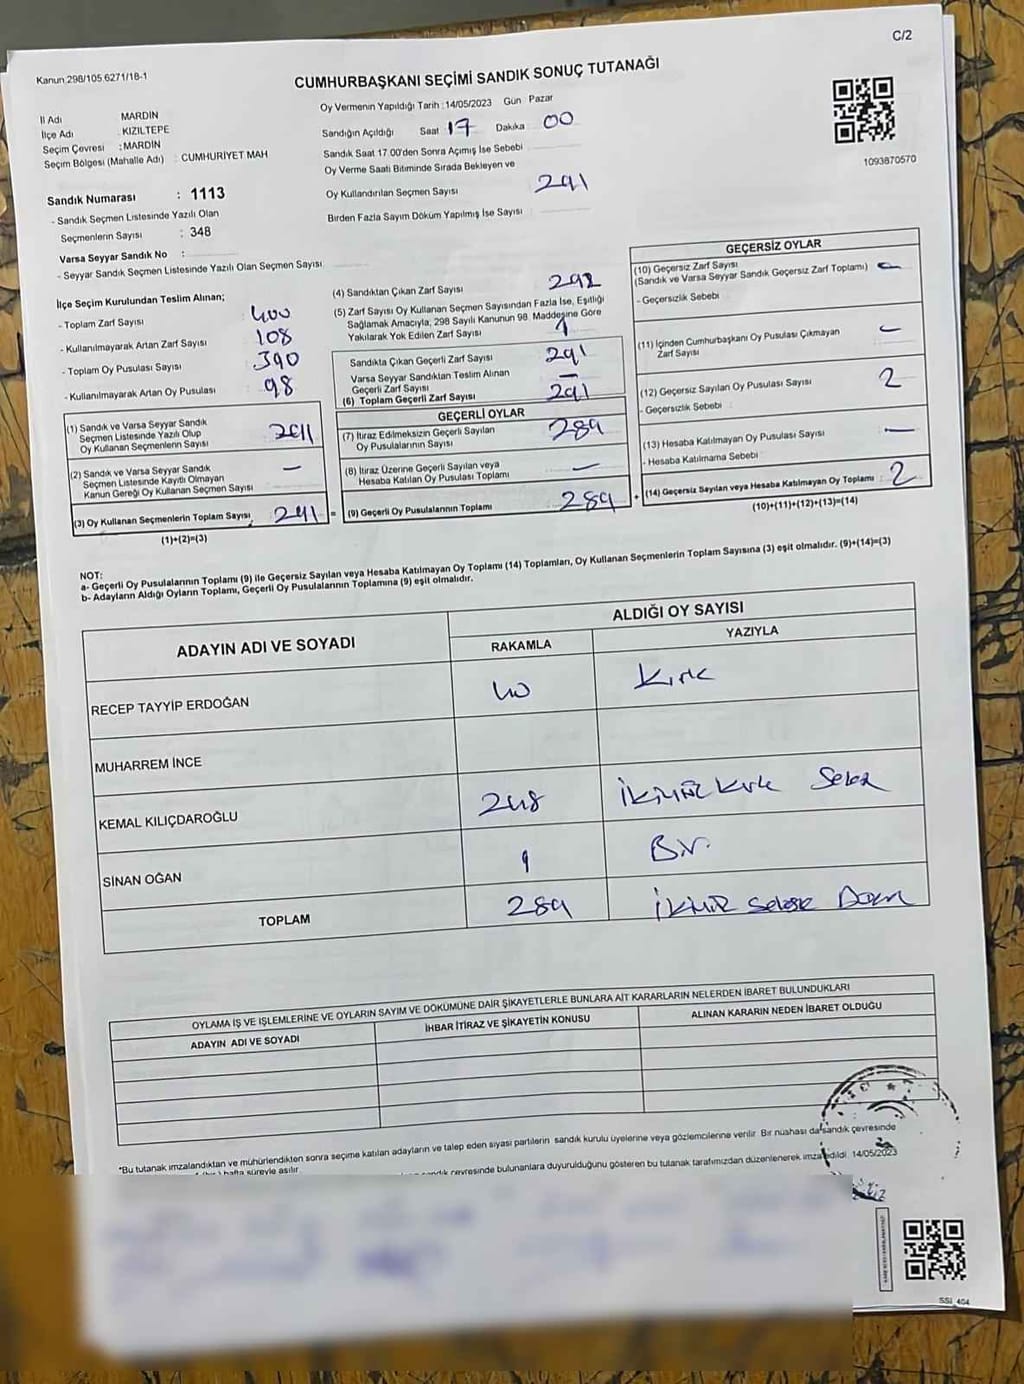 C/2
Kanun 298/105 6271/18-1
CUMHURBAŞKANI SEÇİMİ SANDIK SONUÇ TUTANAĞI
İl Adı MARDİN
İlçe Adı : KIZILTEPE
Seçim Çevresi : MARDİN
Seçim Bölgesi (Mahalle Adı) : CUMHURİYET MAH
Sandık Numarası : 1113
- Sandık Seçmen Listesinde Yazılı Olan
Seçmenlerin Sayısı : 348
Varsa Seyyar Sandık No :
- Seyyar Sandık Seçmen Listesinde Yazılı Olan Seçmen Sayısı
Oy Vermenin Yapıldığı Tarih : 14/05/2023 Gün Pazar
Sandığın Açıldığı Saat 17 Dakika 00
Sandık Saat 17.00'den Sonra Açımış İse Sebebi
Oy Verme Saati Bitiminde Sırada Bekleyen ve
Oy Kullandırılan Seçmen Sayısı 291
Birden Fazla Sayım Döküm Yapılmış İse Sayısı
1093870570
İlçe Seçim Kurulundan Teslim Alınan;
- Toplam Zarf Sayısı 400
- Kullanılmayarak Artan Zarf Sayısı 108
- Toplam Oy Pusulası Sayısı 390
- Kullanılmayarak Artan Oy Pusulası 98
(1) Sandık ve Varsa Seyyar Sandık
Seçmen Listesinde Yazılı Olup
Oy Kullanan Seçmenlerin Sayısı 291
(2) Sandık ve Varsa Seyyar Sandık
Seçmen Listesinde Kayıtlı Olmayan
Kanun Gereği Oy Kullanan Seçmen Sayısı –
(3) Oy Kullanan Seçmenlerin Toplam Sayısı 291 =
(1)+(2)=(3)
(4) Sandıktan Çıkan Zarf Sayısı 292
(5) Zarf Sayısı Oy Kullanan Seçmen Sayısından Fazla İse, Eşitliği
Sağlamak Amacıyla, 298 Sayılı Kanunun 98. Maddesine Göre
Yakılarak Yok Edilen Zarf Sayısı 1
Sandıkta Çıkan Geçerli Zarf Sayısı 291
Varsa Seyyar Sandıktan Teslim Alınan
Geçerli Zarf Sayısı –
(6) Toplam Geçerli Zarf Sayısı 291
GEÇERLİ OYLAR
(7) İtiraz Edilmeksizin Geçerli Sayılan
Oy Pusulalarının Sayısı 289
(8) İtiraz Üzerine Geçerli Sayılan veya
Hesaba Katılan Oy Pusulası Toplamı –
(9) Geçerli Oy Pusulalarının Toplamı 289 +
GEÇERSİZ OYLAR
(10) Geçersiz Zarf Sayısı –
(Sandık ve Varsa Seyyar Sandık Geçersiz Zarf Toplamı)
- Geçersizlik Sebebi
(11) İçinden Cumhurbaşkanı Oy Pusulası Çıkmayan
Zarf Sayısı –
(12) Geçersiz Sayılan Oy Pusulası Sayısı 2
- Geçersizlik Sebebi
(13) Hesaba Katılmayan Oy Pusulası Sayısı –
- Hesaba Katılmama Sebebi
(14) Geçersiz Sayılan veya Hesaba Katılmayan Oy Toplamı : 2
(10)+(11)+(12)+(13)=(14)
NOT:
a- Geçerli Oy Pusulalarının Toplamı (9) ile Geçersiz Sayılan veya Hesaba Katılmayan Oy Toplamı (14) Toplamları, Oy Kullanan Seçmenlerin Toplam Sayısına (3) eşit olmalıdır. (9)+(14)=(3)
b- Adayların Aldığı Oyların Toplamı, Geçerli Oy Pusulalarının Toplamına (9) eşit olmalıdır.
ADAYIN ADI VE SOYADI
ALDIĞI OY SAYISI
RAKAMLA YAZIYLA
RECEP TAYYİP ERDOĞAN 40 Kırk
MUHARREM İNCE
KEMAL KILIÇDAROĞLU 248 İkiyüz Kırk Sekiz
SİNAN OĞAN 1 Bir
TOPLAM 289 İkiyüz Seksen Dokuz
OYLAMA İŞ VE İŞLEMLERİNE VE OYLARIN SAYIM VE DÖKÜMÜNE DAİR ŞİKAYETLERLE BUNLARA AİT KARARLARIN NELERDEN İBARET BULUNDUKLARI
ADAYIN ADI VE SOYADI İHBAR İTİRAZ VE ŞİKAYETİN KONUSU ALINAN KARARIN NEDEN İBARET OLDUĞU
*Bu tutanak imzalandıktan ve mühürlendikten sonra seçime katılan adayların ve talep eden siyasi partilerin sandık kurulu üyelerine veya gözlemcilerine verilir. Bir nüshası da sandık çevresinde
hafta süreyle asılır sandık çevresinde bulunanlara duyurulduğunu gösteren bu tutanak tarafımızdan düzenlenerek imza edildi. 14/05/2023
SSI_404